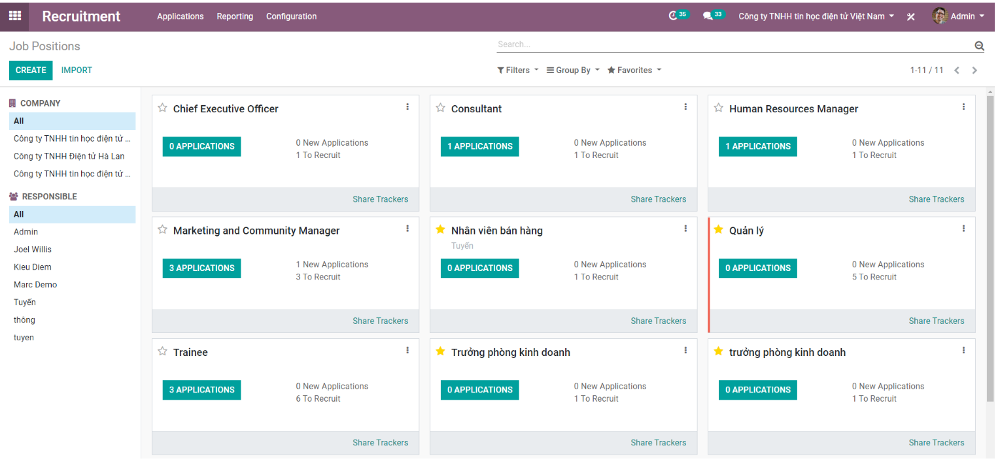 Recruitment Applications Reporting Configuration 35 33 Công ty TNHH tin học điện tử Việt Nam Admin
Job Positions
Search...
CREATE IMPORT
Filters Group By Favorites 1-11 / 11
COMPANY
All
Công ty TNHH tin học điện tử ...
Công ty TNHH Điện tử Hà Lan
Công ty TNHH tin học điện tử ...
RESPONSIBLE
All
Admin
Joel Willis
Kieu Diem
Marc Demo
Tuyến
thông
tuyen
Chief Executive Officer
0 APPLICATIONS
0 New Applications
1 To Recruit
Share Trackers
Consultant
1 APPLICATIONS
0 New Applications
1 To Recruit
Share Trackers
Human Resources Manager
1 APPLICATIONS
0 New Applications
1 To Recruit
Share Trackers
Marketing and Community Manager
3 APPLICATIONS
1 New Applications
3 To Recruit
Share Trackers
Nhân viên bán hàng
Tuyến
0 APPLICATIONS
0 New Applications
1 To Recruit
Share Trackers
Quản lý
0 APPLICATIONS
0 New Applications
5 To Recruit
Share Trackers
Trainee
3 APPLICATIONS
0 New Applications
6 To Recruit
Share Trackers
Trưởng phòng kinh doanh
0 APPLICATIONS
0 New Applications
1 To Recruit
Share Trackers
trưởng phòng kinh doanh
0 APPLICATIONS
0 New Applications
1 To Recruit
Share Trackers